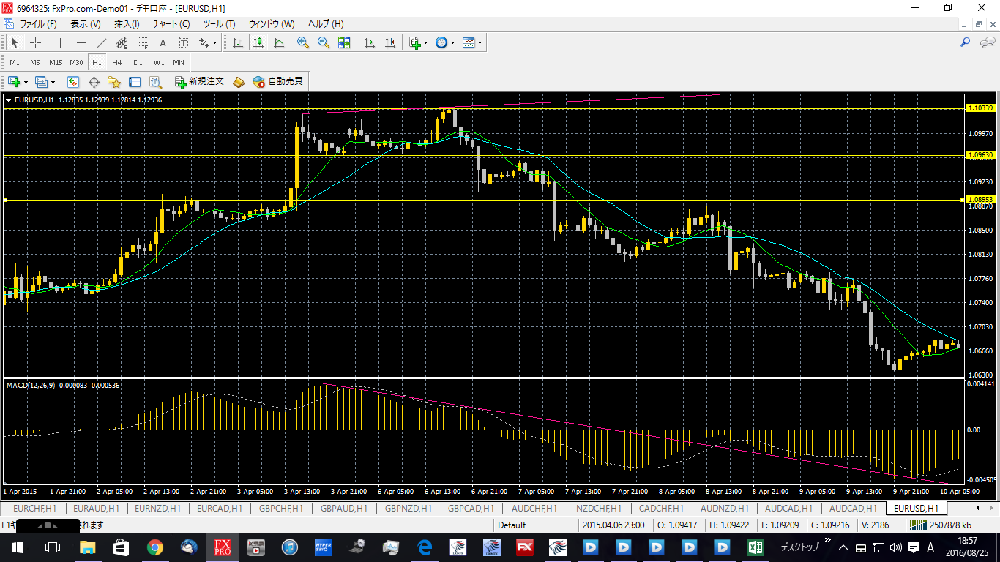 6964325: FxPro.com-Demo01 - デモ口座 - [EURUSD,H1]
ファイル (F) 表示 (V) 挿入(I) チャート (C) ツール (T) ウィンドウ (W) ヘルプ (H)
A T
M1 M5 M15 M30 H1 H4 D1 W1 MN
新規注文 自動売買
EURUSD,H1 1.12835 1.12939 1.12814 1.12936
1.10339
1.09970
1.09630
1.09230
1.08953
1.08870
1.08500
1.08130
1.07760
1.07400
1.07030
1.06660
1.06300
MACD(12,26,9) -0.000083 -0.000536
0.004141
0.00
-0.004505
1 Apr 2015 1 Apr 21:00 2 Apr 05:00 2 Apr 13:00 2 Apr 21:00 3 Apr 05:00 3 Apr 13:00 6 Apr 05:00 6 Apr 13:00 6 Apr 21:00 7 Apr 05:00 7 Apr 13:00 7 Apr 21:00 8 Apr 05:00 8 Apr 13:00 8 Apr 21:00 9 Apr 05:00 9 Apr 13:00 9 Apr 21:00 10 Apr 05:00
EURCHF,H1 EURAUD,H1 EURNZD,H1 EURCAD,H1 GBPCHF,H1 GBPAUD,H1 GBPNZD,H1 GBPCAD,H1 AUDCHF,H1 NZDCHF,H1 CADCHF,H1 AUDNZD,H1 AUDCAD,H1 AUDCAD,H1 EURUSD,H1
F1キ れます Default 2015.04.06 23:00 O: 1.09417 H: 1.09422 L: 1.09209 C: 1.09216 V: 2186 25078/8 kb
FX PRO HYPER SBI2 FX デスクトップ A 18:57
2016/08/25